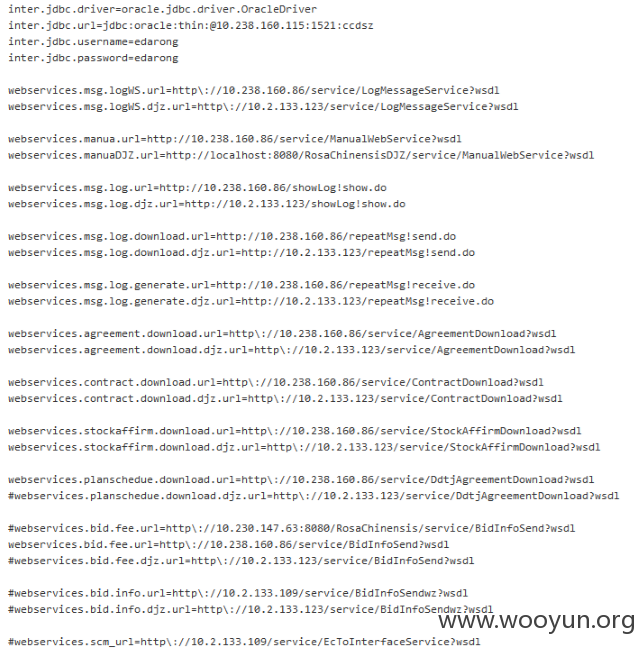 inter.jdbc.driver=oracle.jdbc.driver.OracleDriver
inter.jdbc.url=jdbc:oracle:thin:@10.238.160.115:1521:ccdsz
inter.jdbc.username=edarong
inter.jdbc.password=edarong
webservices.msg.logWS.url=http\://10.238.160.86/service/LogMessageService?wsdl
webservices.msg.logWS.djz.url=http\://10.2.133.123/service/LogMessageService?wsdl
webservices.manua.url=http://10.238.160.86/service/ManualWebService?wsdl
webservices.manuaDJZ.url=http://localhost:8080/RosaChinensisDJZ/service/ManualWebService?wsdl
webservices.msg.log.url=http://10.238.160.86/showLog!show.do
webservices.msg.log.djz.url=http://10.2.133.123/showLog!show.do
webservices.msg.log.download.url=http://10.238.160.86/repeatMsg!send.do
webservices.msg.log.download.djz.url=http://10.2.133.123/repeatMsg!send.do
webservices.msg.log.generate.url=http://10.238.160.86/repeatMsg!receive.do
webservices.msg.log.generate.djz.url=http://10.2.133.123/repeatMsg!receive.do
webservices.agreement.download.url=http\://10.238.160.86/service/AgreementDownload?wsdl
webservices.agreement.download.djz.url=http\://10.2.133.123/service/AgreementDownload?wsdl
webservices.contract.download.url=http\://10.238.160.86/service/ContractDownload?wsdl
webservices.contract.download.djz.url=http\://10.2.133.123/service/ContractDownload?wsdl
webservices.stockaffirm.download.url=http\://10.238.160.86/service/StockAffirmDownload?wsdl
webservices.stockaffirm.download.djz.url=http\://10.2.133.123/service/StockAffirmDownload?wsdl
webservices.planschedue.download.url=http\://10.238.160.86/service/DdtjAgreementDownload?wsdl
#webservices.planschedue.download.djz.url=http\://10.2.133.123/service/DdtjAgreementDownload?wsdl
#webservices.bid.fee.url=http\://10.230.147.63:8080/RosaChinensis/service/BidInfoSend?wsdl
webservices.bid.fee.url=http\://10.238.160.86/service/BidInfoSend?wsdl
#webservices.bid.fee.djz.url=http\://10.2.133.123/service/BidInfoSend?wsdl
#webservices.bid.info.url=http\://10.2.133.109/service/BidInfoSendwz?wsdl
#webservices.bid.info.djz.url=http\://10.2.133.123/service/BidInfoSendwz?wsdl
www.wooyun.org
#webservices.scm_url=http\://10.2.133.109/service/EcToInterfaceService?wsdl